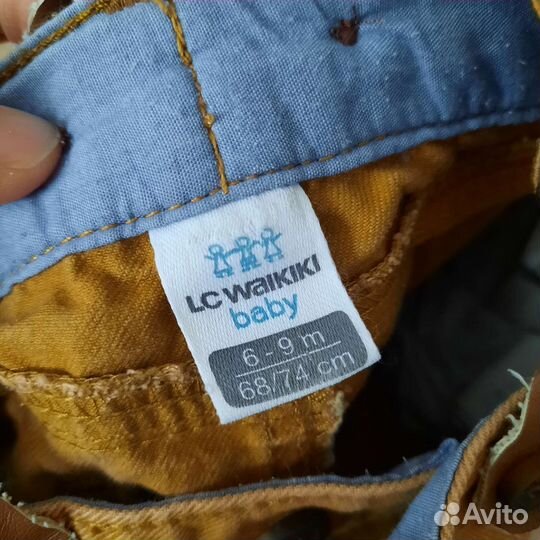 LC WAIKIKI
baby
6 - 9 m
68/74 cm
Avito